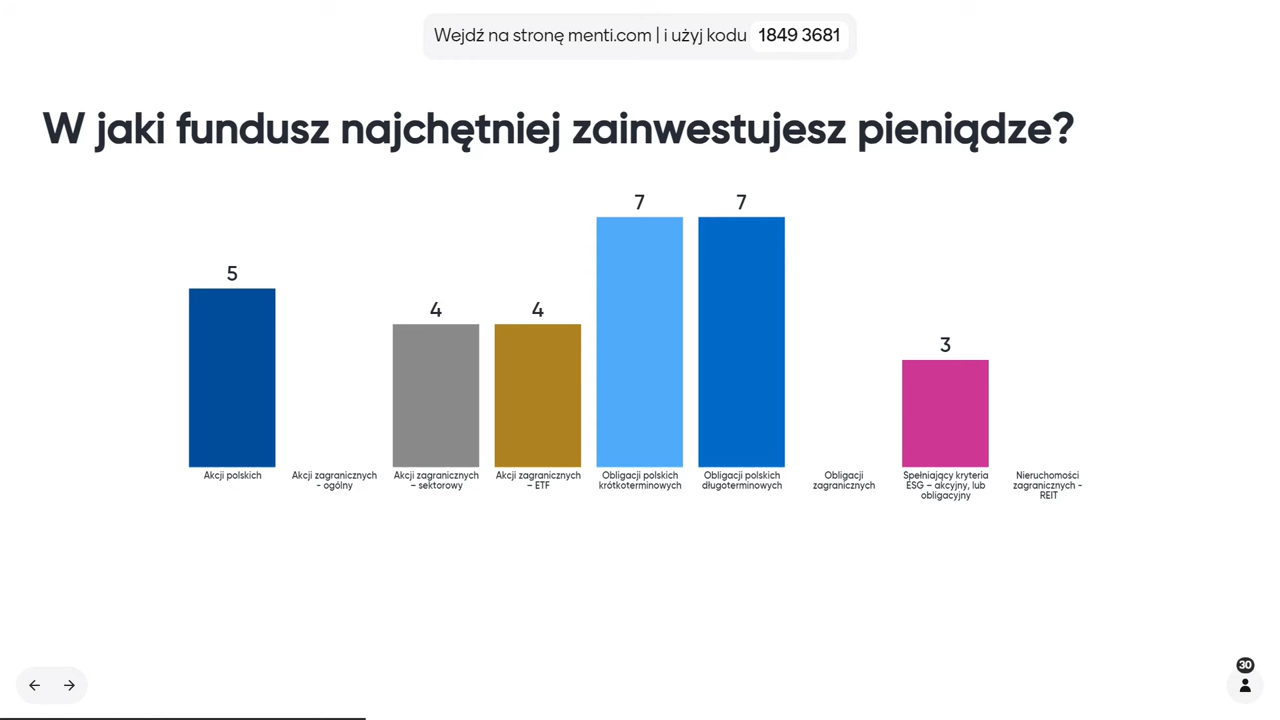 Wejdź na stronę menti.com | i użyj kodu 1849 3681
W jaki fundusz najchętniej zainwestujesz pieniądze?
7 7
5
4 4
3
Akcji polskich
Akcji zagranicznych
- ogólny
Akcji zagranicznych
– sektorowy
Akcji zagranicznych
– ETF
Obligacji polskich
krótkoterminowych
Obligacji polskich
długoterminowych
Obligacji
zagranicznych
Spełniający kryteria
ESG – akcyjny, lub
obligacyjny
Nieruchomości
zagranicznych -
REIT
30